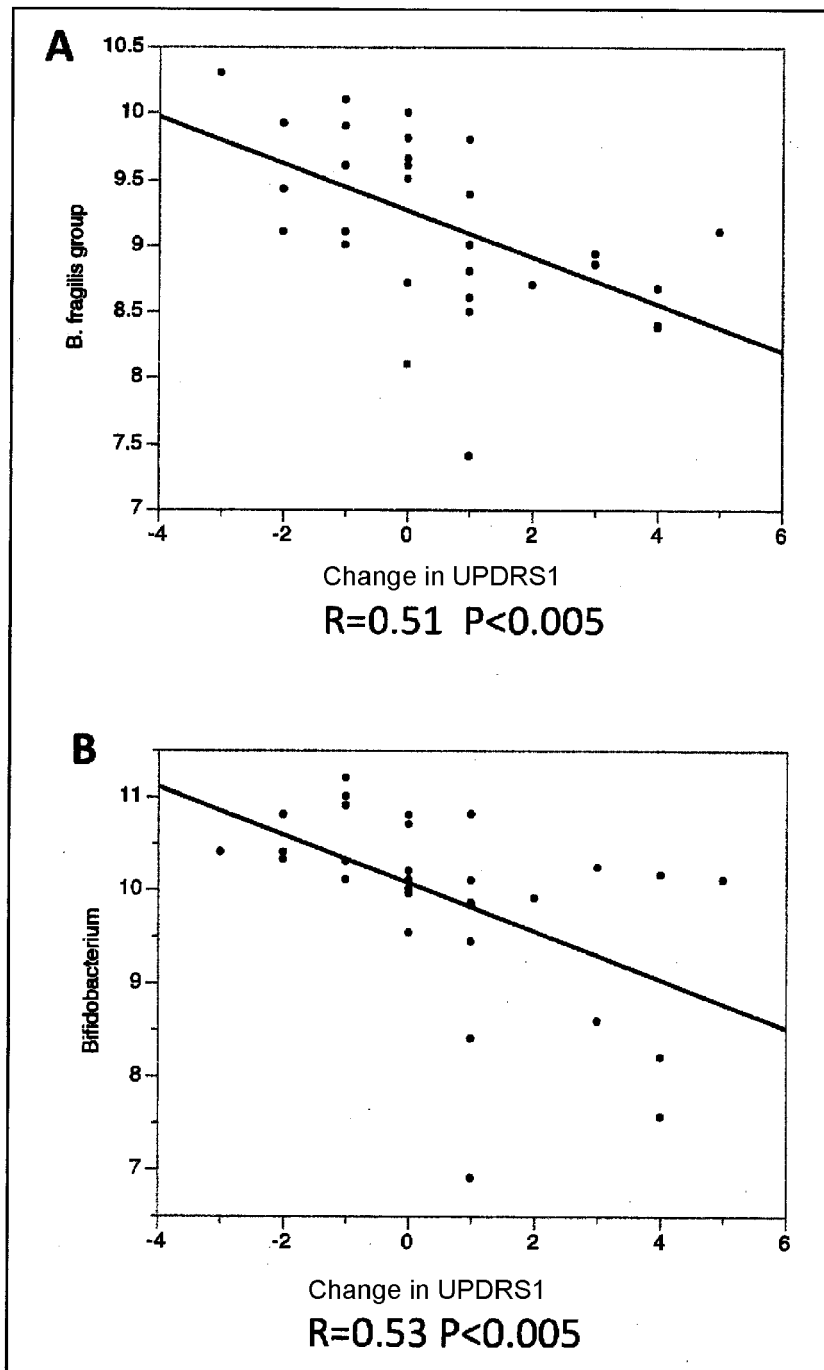 A
10.5
10
9.5
9
8.5
8
7.5
7
B. fragilis group
-4 -2 0 2 4 6
Change in UPDRS1
R=0.51 P<0.005
B
11
10
9
8
7
Bifidobacterium
-4 -2 0 2 4 6
Change in UPDRS1
R=0.53 P<0.005